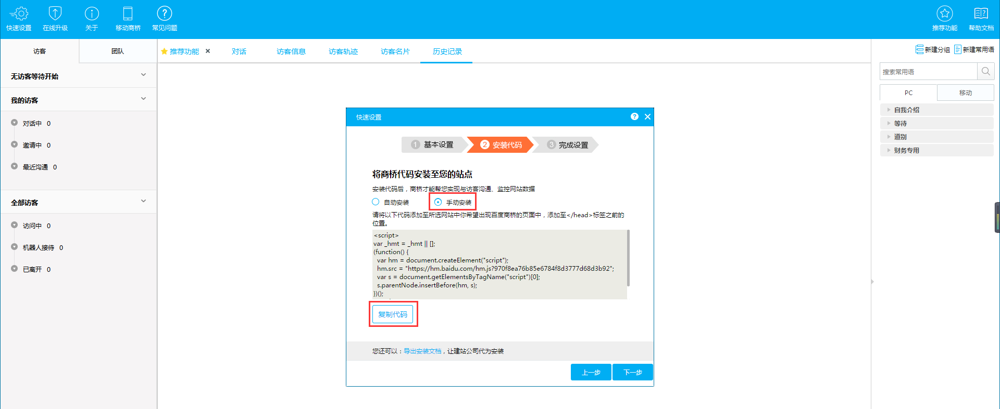 快速设置
在线升级
关于
移动商桥
常见问题
推荐功能
帮助文档
访客
团队
无访客等待开始
我的访客
对话中 0
邀请中 0
最近沟通 0
全部访客
访问中 0
机器人接待 0
已离开 0
推荐功能
对话
访客信息
访客轨迹
访客名片
历史记录
快速设置
1 基本设置
2 安装代码
3 完成设置
将商桥代码安装至您的站点
安装代码后，商桥才能帮您实现与访客沟通、监控网站数据
自动安装
手动安装
请将以下代码添加至所选网站中你希望出现百度商桥的页面中，添加至</head>标签之前的
位置。
<script>
var _hmt = _hmt || [];
(function() {
var hm = document.createElement("script");
hm.src = "https://hm.baidu.com/hm.js?970f8ea76b85e6784f8d3777d68d3b92";
var s = document.getElementsByTagName("script")[0];
s.parentNode.insertBefore(hm, s);
})();
复制代码
您还可以：导出安装文档，让建站公司代为安装
上一步
下一步
新建分组
新建常用语
搜索常用语
PC
移动
自我介绍
等待
道别
财务专用